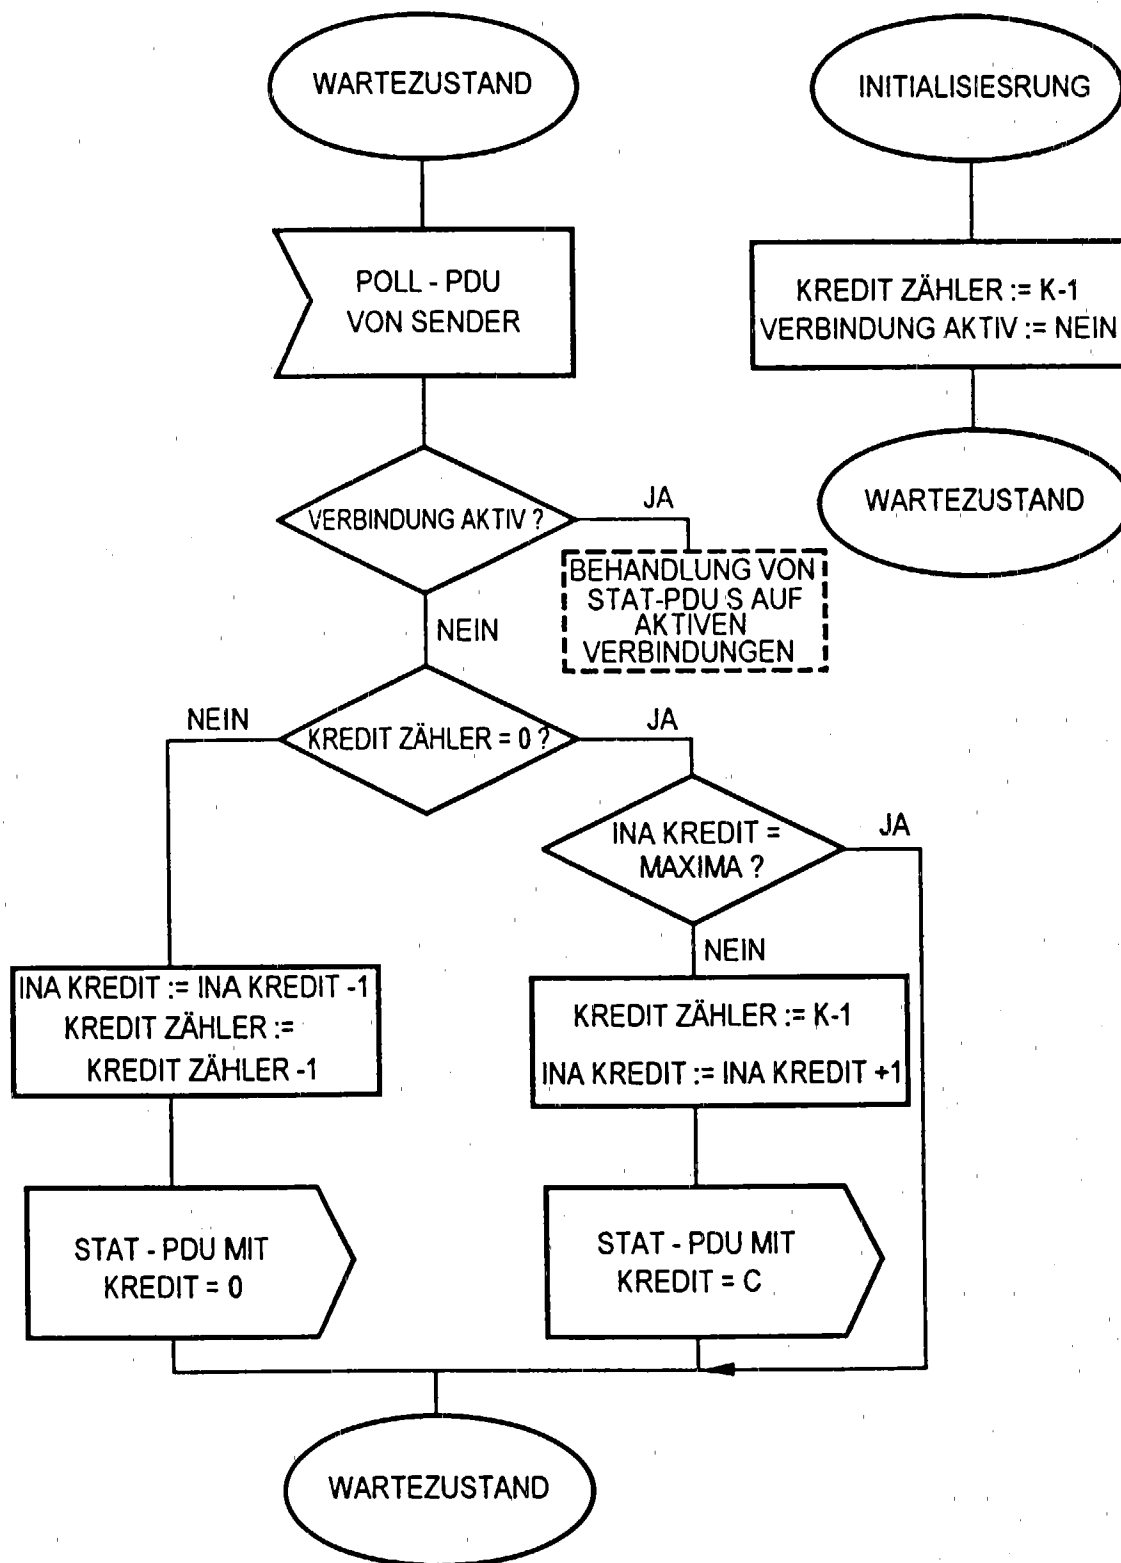 WARTEZUSTAND
POLL - PDU
VON SENDER
VERBINDUNG AKTIV ?
JA
BEHANDLUNG VON
STAT-PDU S AUF
AKTIVEN
VERBINDUNGEN
NEIN
KREDIT ZÄHLER = 0 ?
NEIN
JA
INA KREDIT =
MAXIMA ?
JA
NEIN
INA KREDIT := INA KREDIT -1
KREDIT ZÄHLER :=
KREDIT ZÄHLER -1
KREDIT ZÄHLER := K-1
INA KREDIT := INA KREDIT +1
STAT - PDU MIT
KREDIT = 0
STAT - PDU MIT
KREDIT = C
WARTEZUSTAND
INITIALISIESRUNG
KREDIT ZÄHLER := K-1
VERBINDUNG AKTIV := NEIN
WARTEZUSTAND